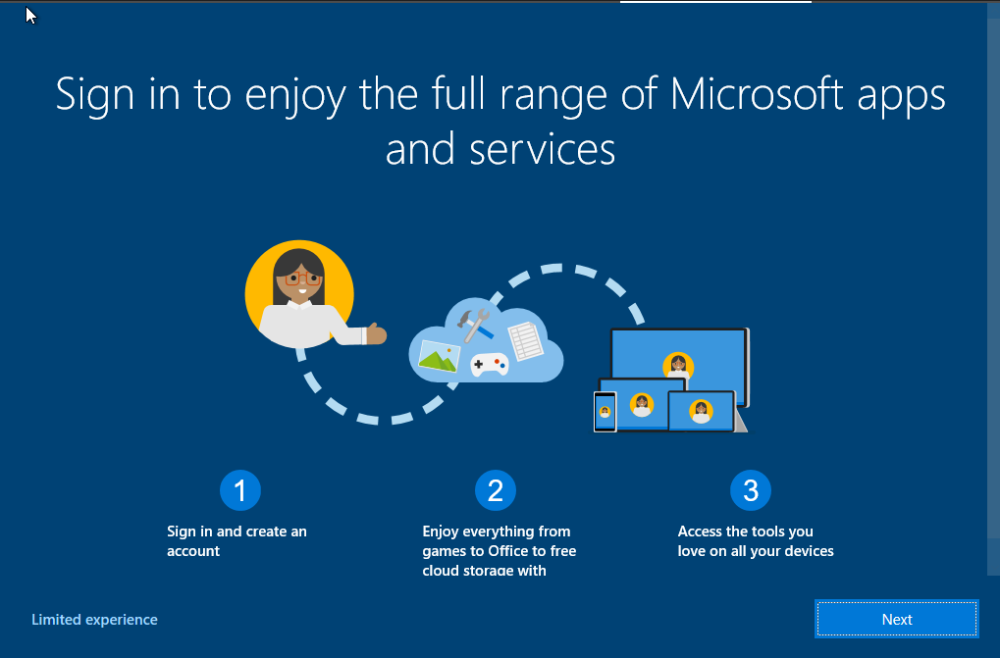 Sign in to enjoy the full range of Microsoft apps
and services
1
Sign in and create an
account
2
Enjoy everything from
games to Office to free
cloud storage with
3
Access the tools you
love on all your devices
Limited experience
Next